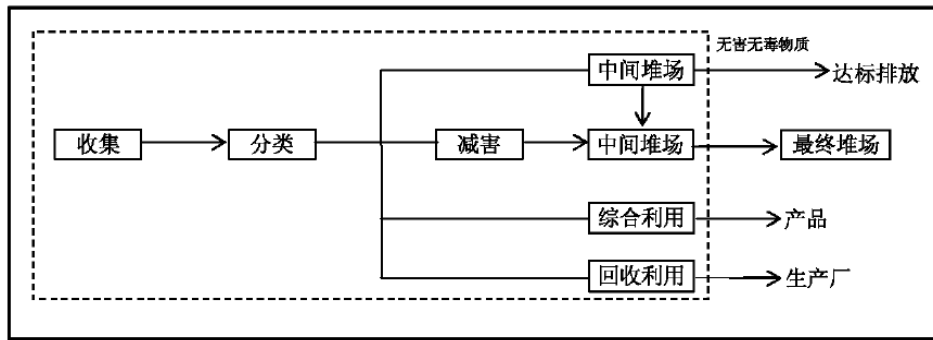 无害无毒物质
中间堆场
达标排放
收集
分类
减害
中间堆场
最终堆场
综合利用
产品
回收利用
生产厂